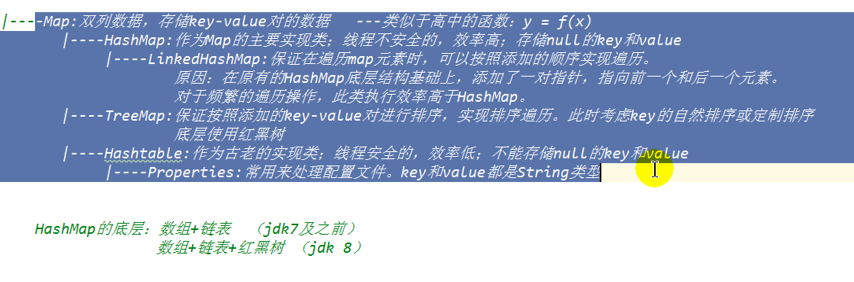 |----Map:双列数据，存储key-value对的数据   ---类似于高中的函数：y = f(x)
|----HashMap:作为Map的主要实现类；线程不安全的，效率高；存储null的key和value
|----LinkedHashMap:保证在遍历map元素时，可以按照添加的顺序实现遍历。
原因：在原有的HashMap底层结构基础上，添加了一对指针，指向前一个和后一个元素。
对于频繁的遍历操作，此类执行效率高于HashMap。
|----TreeMap:保证按照添加的key-value对进行排序，实现排序遍历。此时考虑key的自然排序或定制排序
底层使用红黑树
|----Hashtable:作为古老的实现类；线程安全的，效率低；不能存储null的key和value
|----Properties:常用来处理配置文件。key和value都是String类型
HashMap的底层：数组+链表  （jdk7及之前）
数组+链表+红黑树 （jdk 8）